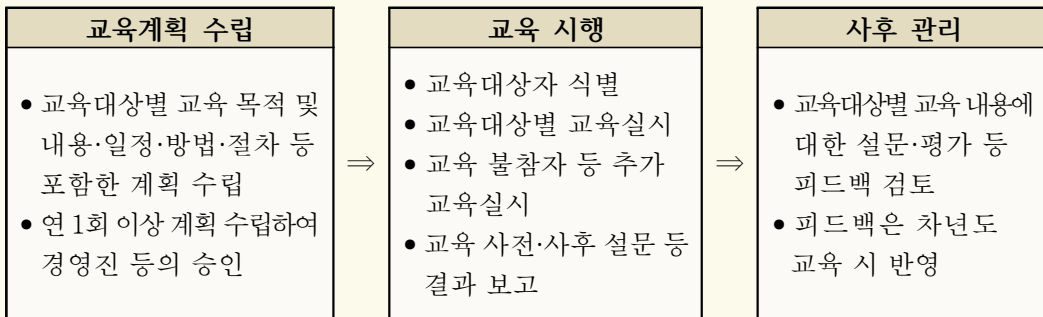 교육계획 수립
• 교육대상별 교육 목적 및
내용·일정·방법·절차 등
포함한 계획 수립
• 연 1회 이상 계획 수립하여
경영진 등의 승인
⇒
교육 시행
• 교육대상자 식별
• 교육대상별 교육실시
• 교육 불참자 등 추가
교육실시
• 교육 사전·사후 설문 등
결과 보고
⇒
사후 관리
• 교육대상별 교육 내용에
대한 설문·평가 등
피드백 검토
• 피드백은 차년도
교육 시 반영